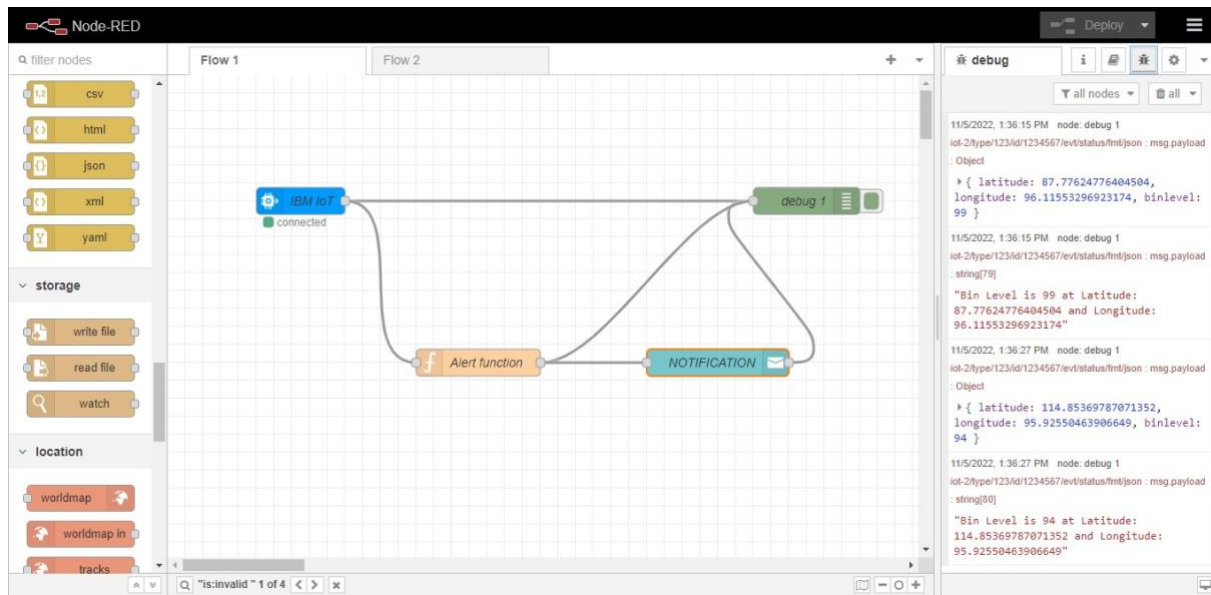 Node-RED
Deploy
filter nodes
Flow 1
Flow 2
debug
i
all nodes
all
1,2
csv
html
json
xml
yaml
storage
write file
read file
watch
location
worldmap
worldmap in
tracks
IBM IoT
connected
debug 1
f
Alert function
NOTIFICATION
11/5/2022, 1:36:15 PM node: debug 1
iot-2/type/123/id/1234567/evt/status/fmt/json : msg.payload
: Object
{ latitude: 87.77624776404504,
longitude: 96.11553296923174, binlevel:
99 }
11/5/2022, 1:36:15 PM node: debug 1
iot-2/type/123/id/1234567/evt/status/fmt/json : msg.payload
: string[79]
"Bin Level is 99 at Latitude:
87.77624776404504 and Longitude:
96.11553296923174"
11/5/2022, 1:36:27 PM node: debug 1
iot-2/type/123/id/1234567/evt/status/fmt/json : msg.payload
: Object
{ latitude: 114.85369787071352,
longitude: 95.92550463906649, binlevel:
94 }
11/5/2022, 1:36:27 PM node: debug 1
iot-2/type/123/id/1234567/evt/status/fmt/json : msg.payload
: string[80]
"Bin Level is 94 at Latitude:
114.85369787071352 and Longitude:
95.92550463906649"
"is:invalid " 1 of 4